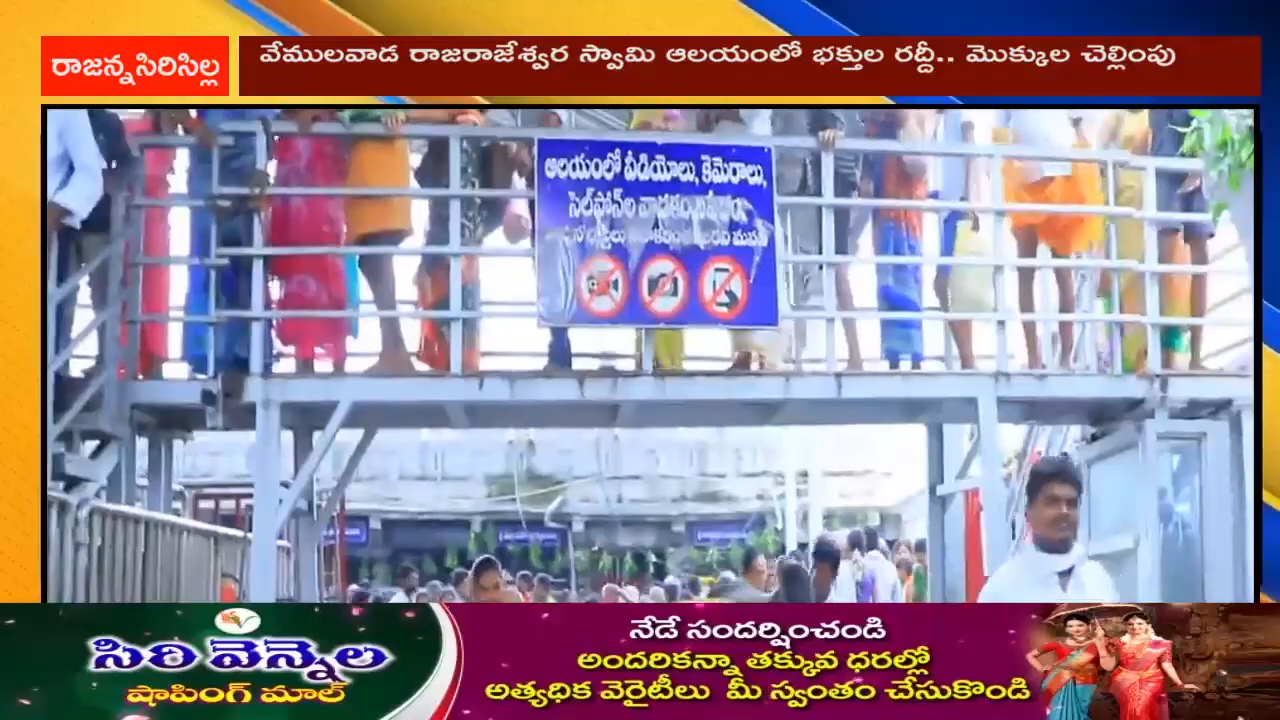 రాజన్నసిరిసిల్ల
వేములవాడ రాజరాజేశ్వర స్వామి ఆలయంలో భక్తుల రద్దీ.. మొక్కుల చెల్లింపు
ఆలయంలో వీడియోలు, కెమెరాలు,
సెల్‌ఫోన్‌లు
సిరి వెన్నెల
షాపింగ్ మాల్
నేడే సందర్శించండి
అందరికన్నా తక్కువ ధరల్లో
అత్యధిక వెరైటీలు మీ స్వంతం చేసుకొండి